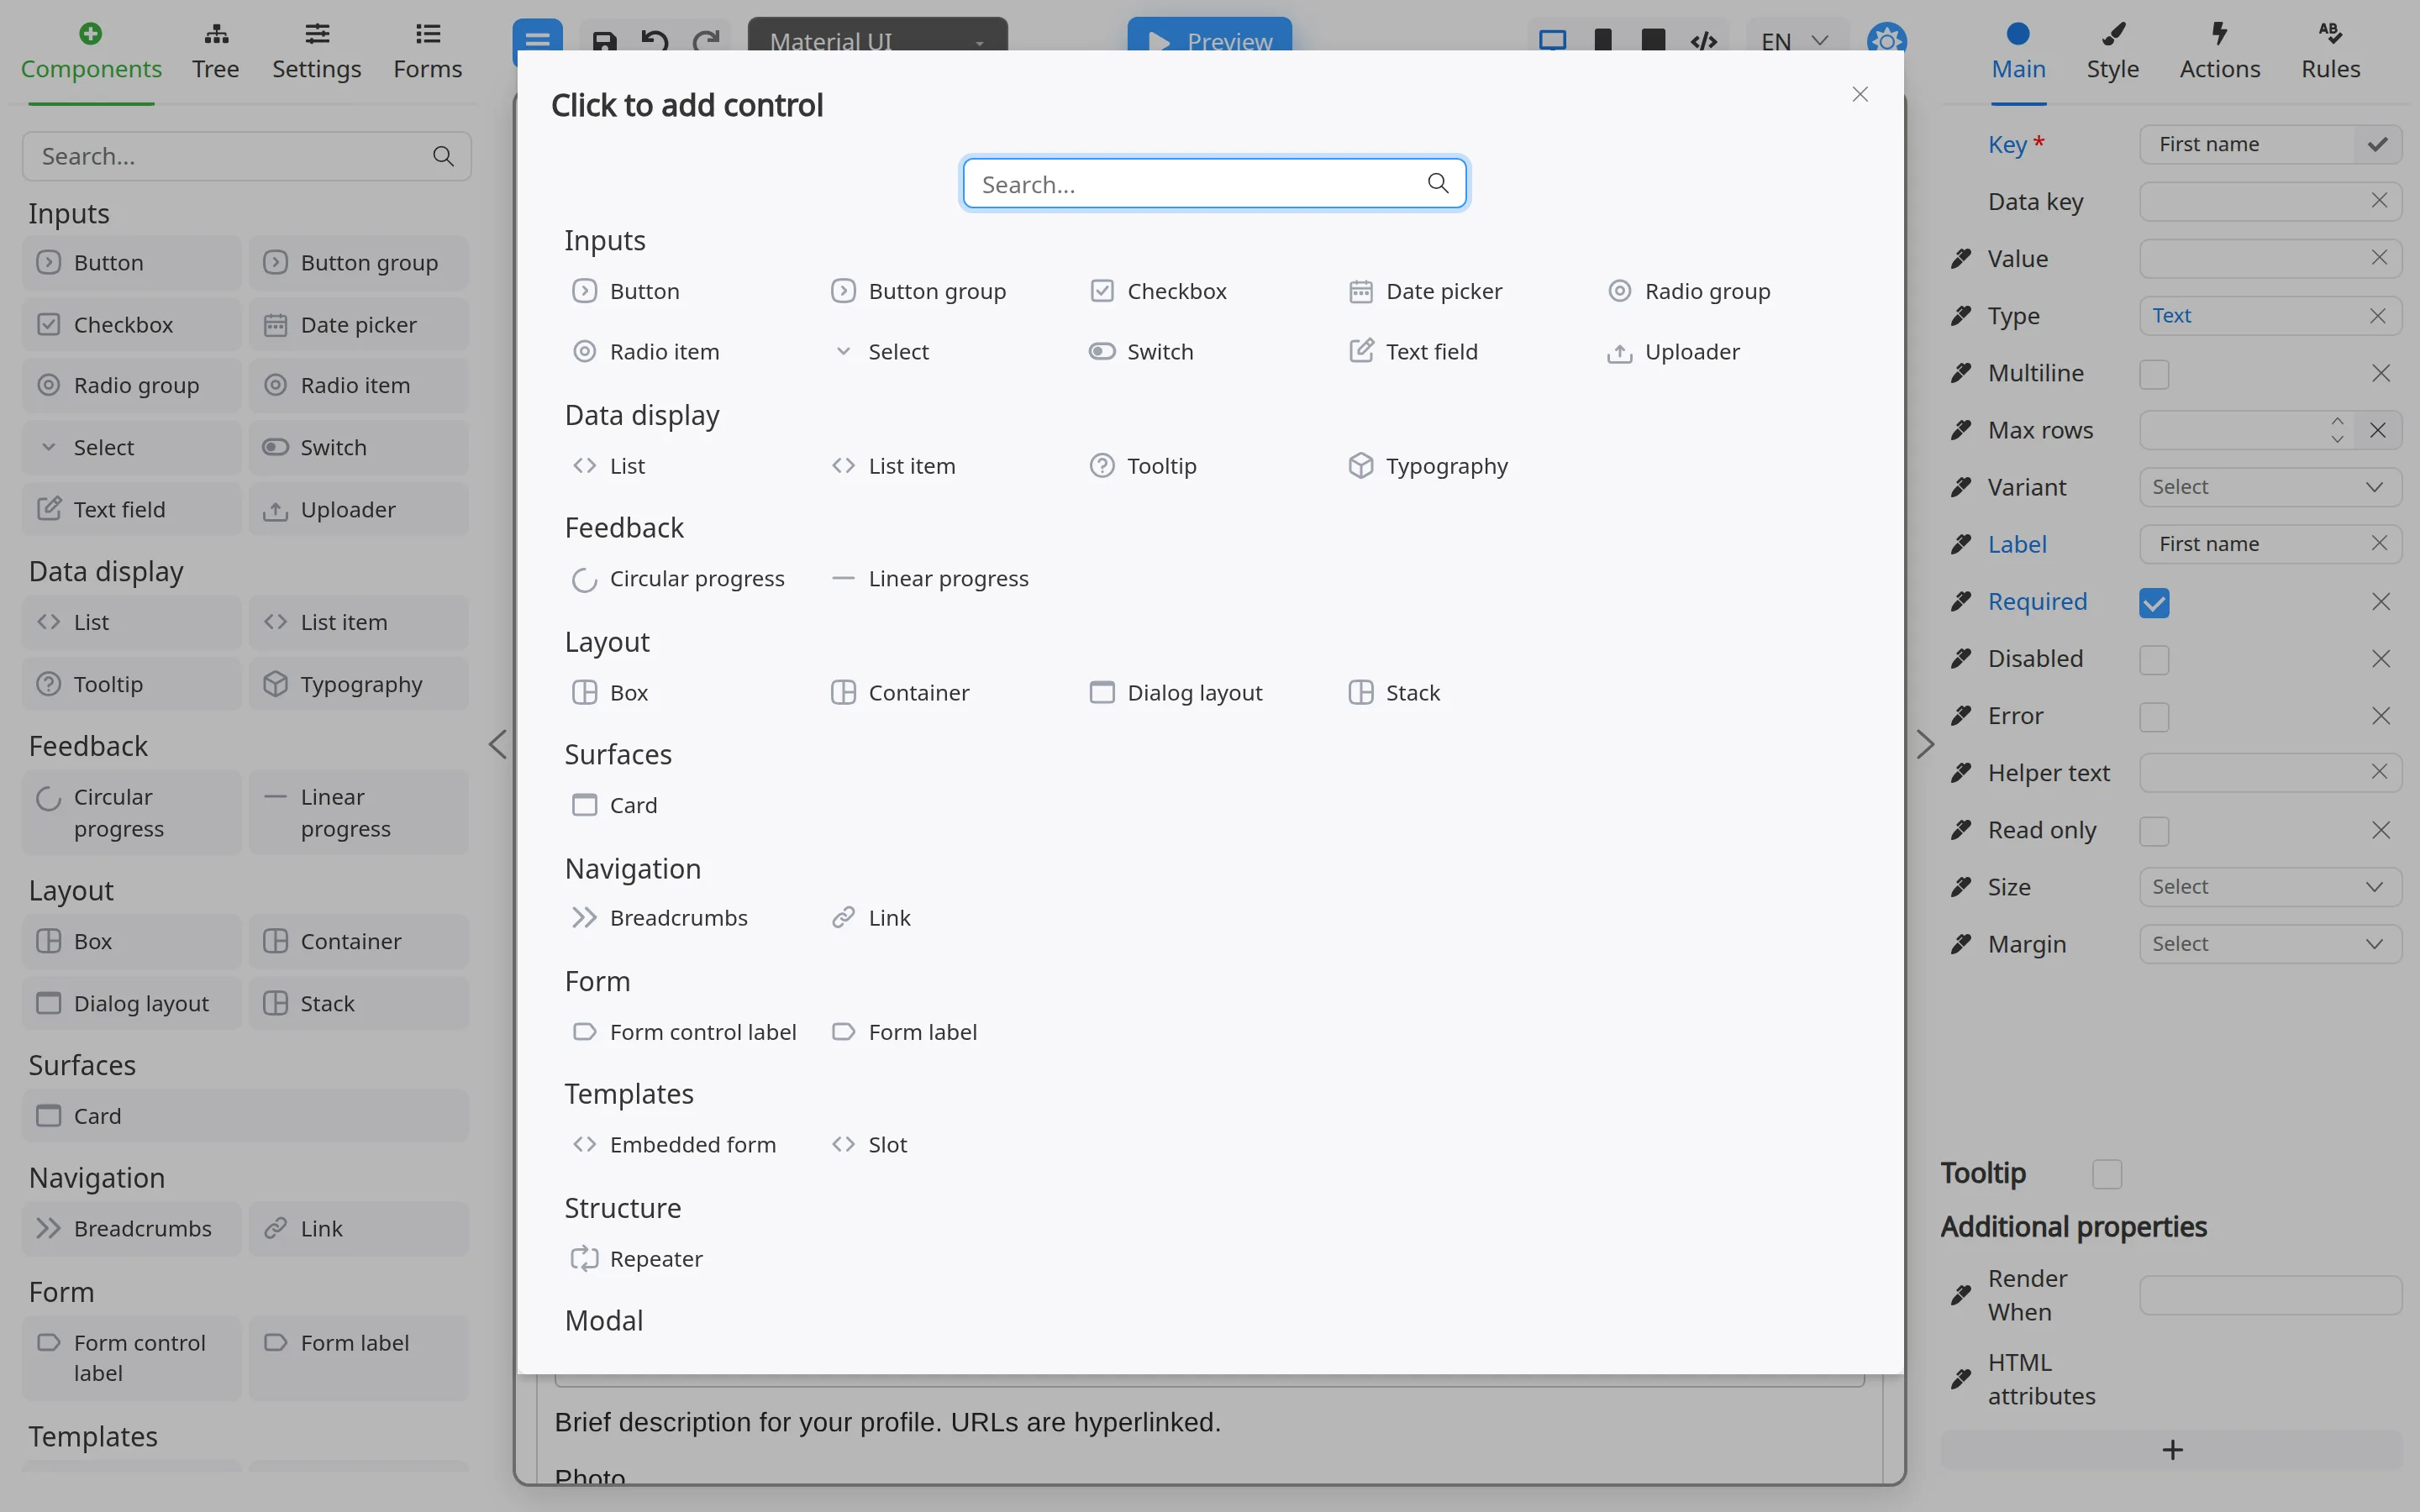 Components
Tree
Settings
Forms
Material UI
Preview
EN
Main
Style
Actions
AB
Rules
Search...
Inputs
Button
Button group
Checkbox
Date picker
Radio group
Radio item
Select
Switch
Text field
Uploader
Data display
List
List item
Tooltip
Typography
Feedback
Circular
progress
Linear
progress
Layout
Box
Container
Dialog layout
Stack
Surfaces
Card
Navigation
Breadcrumbs
Link
Form
Form control
label
Form label
Templates
Click to add control
Search...
Inputs
Button
Button group
Checkbox
Date picker
Radio group
Radio item
Select
Switch
Text field
Uploader
Data display
List
List item
Tooltip
Typography
Feedback
Circular progress
Linear progress
Layout
Box
Container
Dialog layout
Stack
Surfaces
Card
Navigation
Breadcrumbs
Link
Form
Form control label
Form label
Templates
Embedded form
Slot
Structure
Repeater
Modal
Brief description for your profile. URLs are hyperlinked.
Photo
Key * First name
Data key
Value
Type Text
Multiline
Max rows
Variant Select
Label First name
Required
Disabled
Error
Helper text
Read only
Size Select
Margin Select
Tooltip
Additional properties
Render
When
HTML
attributes